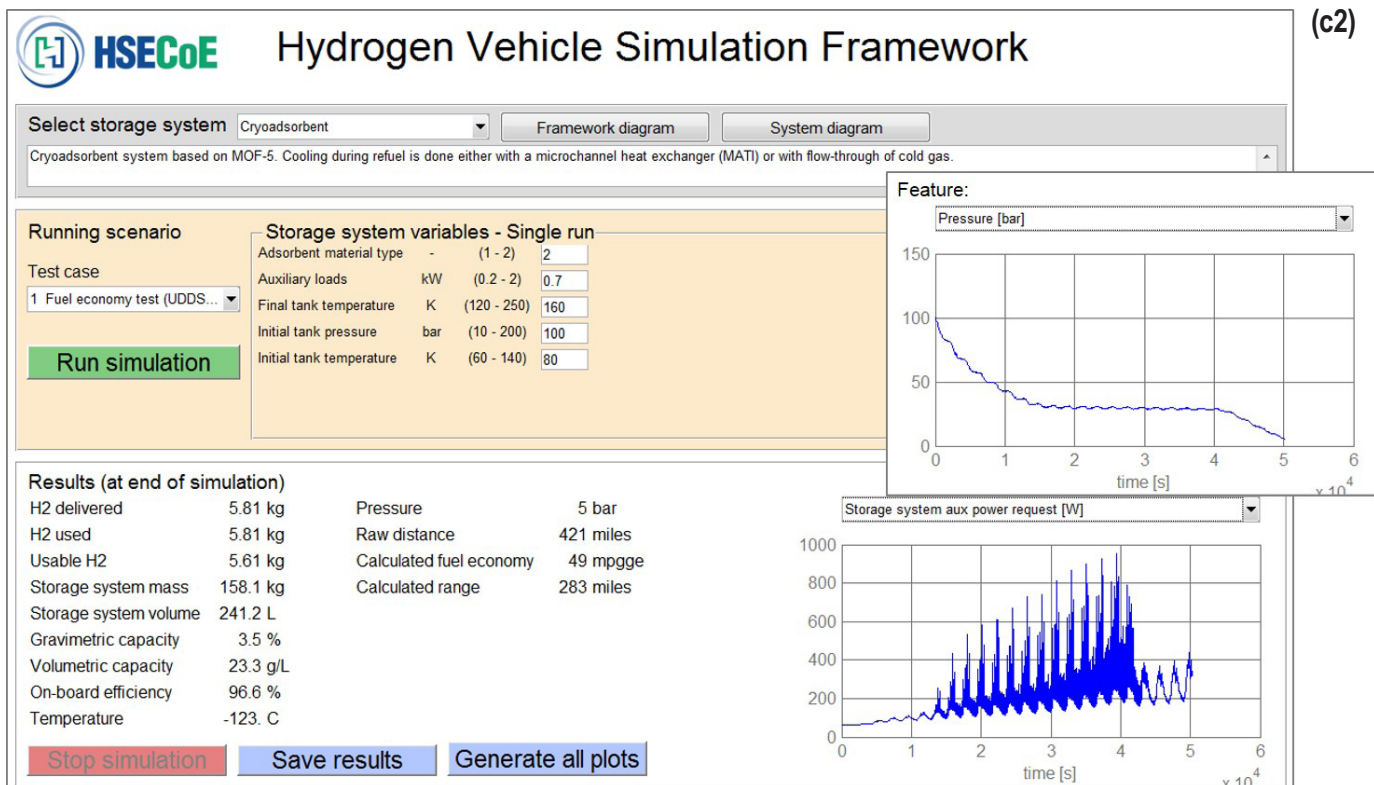 (c2)
HSECoE Hydrogen Vehicle Simulation Framework
Select storage system Cryoadsorbent Framework diagram System diagram
Cryoadsorbent system based on MOF-5. Cooling during refuel is done either with a microchannel heat exchanger (MATI) or with flow-through of cold gas.
Running scenario
Test case
1 Fuel economy test (UDDS...
Run simulation
Storage system variables - Single run
Adsorbent material type - (1 - 2) 2
Auxiliary loads kW (0.2 - 2) 0.7
Final tank temperature K (120 - 250) 160
Initial tank pressure bar (10 - 200) 100
Initial tank temperature K (60 - 140) 80
Feature:
Pressure [bar]
150
100
50
0
0 1 2 3 4 5 6
time [s]
x 10^4
Results (at end of simulation)
H2 delivered 5.81 kg
H2 used 5.81 kg
Usable H2 5.61 kg
Storage system mass 158.1 kg
Storage system volume 241.2 L
Gravimetric capacity 3.5 %
Volumetric capacity 23.3 g/L
On-board efficiency 96.6 %
Temperature -123. C
Pressure 5 bar
Raw distance 421 miles
Calculated fuel economy 49 mpgge
Calculated range 283 miles
Storage system aux power request [W]
1000
800
600
400
200
0
0 1 2 3 4 5 6
time [s]
x 10^4
Stop simulation Save results Generate all plots